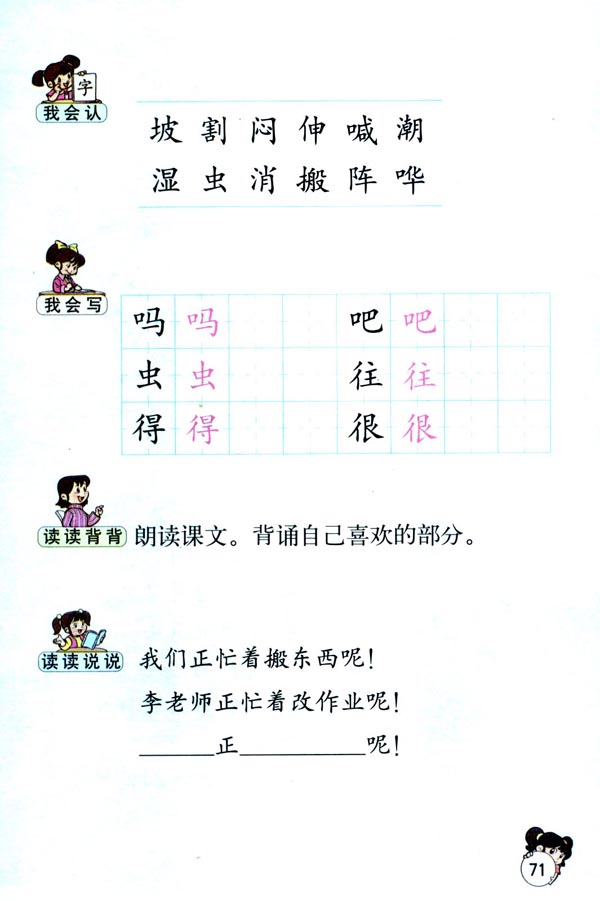 字
我会认
坡 割 闷 伸 喊 潮
湿 虫 消 搬 阵 哗
我会写
吗 吗 吧 吧
虫 虫 往 往
得 得 很 很
读读背背 朗读课文。背诵自己喜欢的部分。
读读说说 我们正忙着搬东西呢！
李老师正忙着改作业呢！
______正__________呢！
71